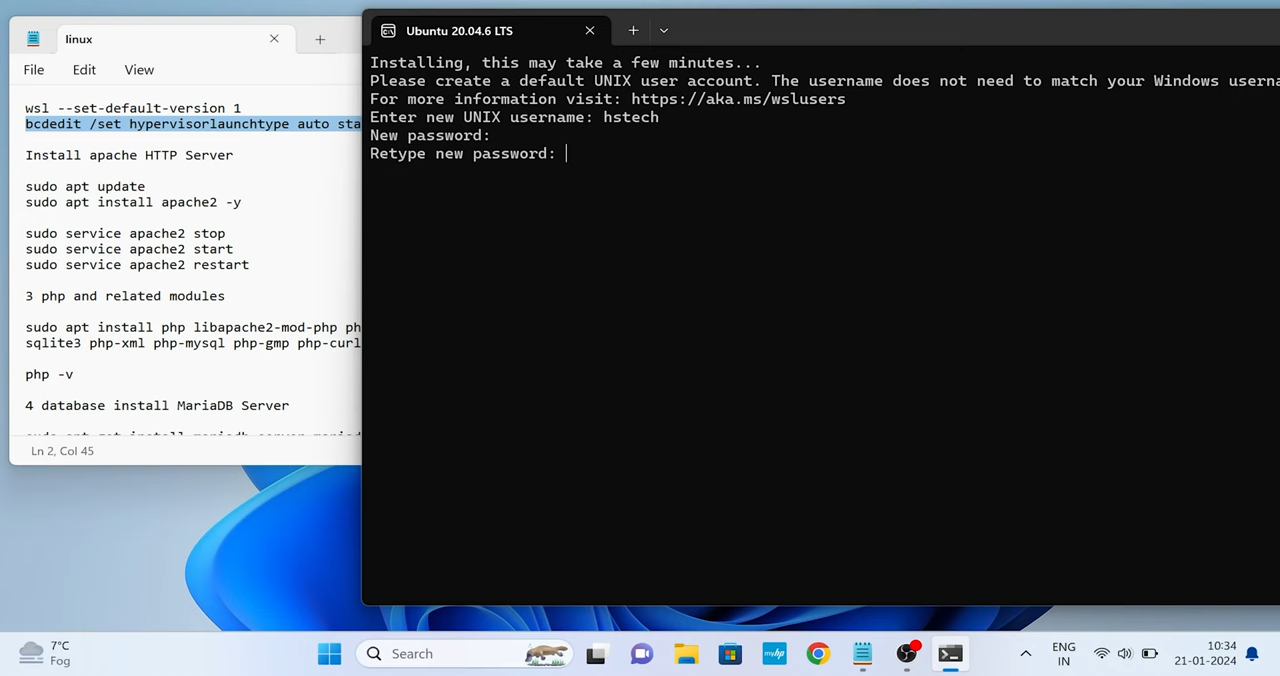 linux
File Edit View
wsl --set-default-version 1
bcdedit /set hypervisorlaunchtype auto sta
Install apache HTTP Server
sudo apt update
sudo apt install apache2 -y
sudo service apache2 stop
sudo service apache2 start
sudo service apache2 restart
3 php and related modules
sudo apt install php libapache2-mod-php ph
sqlite3 php-xml php-mysql php-gmp php-curl
php -v
4 database install MariaDB Server
Ln 2, Col 45
Ubuntu 20.04.6 LTS
Installing, this may take a few minutes...
Please create a default UNIX user account. The username does not need to match your Windows userna
For more information visit: https://aka.ms/wslusers
Enter new UNIX username: hstech
New password:
Retype new password:
7°C
Fog
Search
myhp
ENG
IN
10:34
21-01-2024